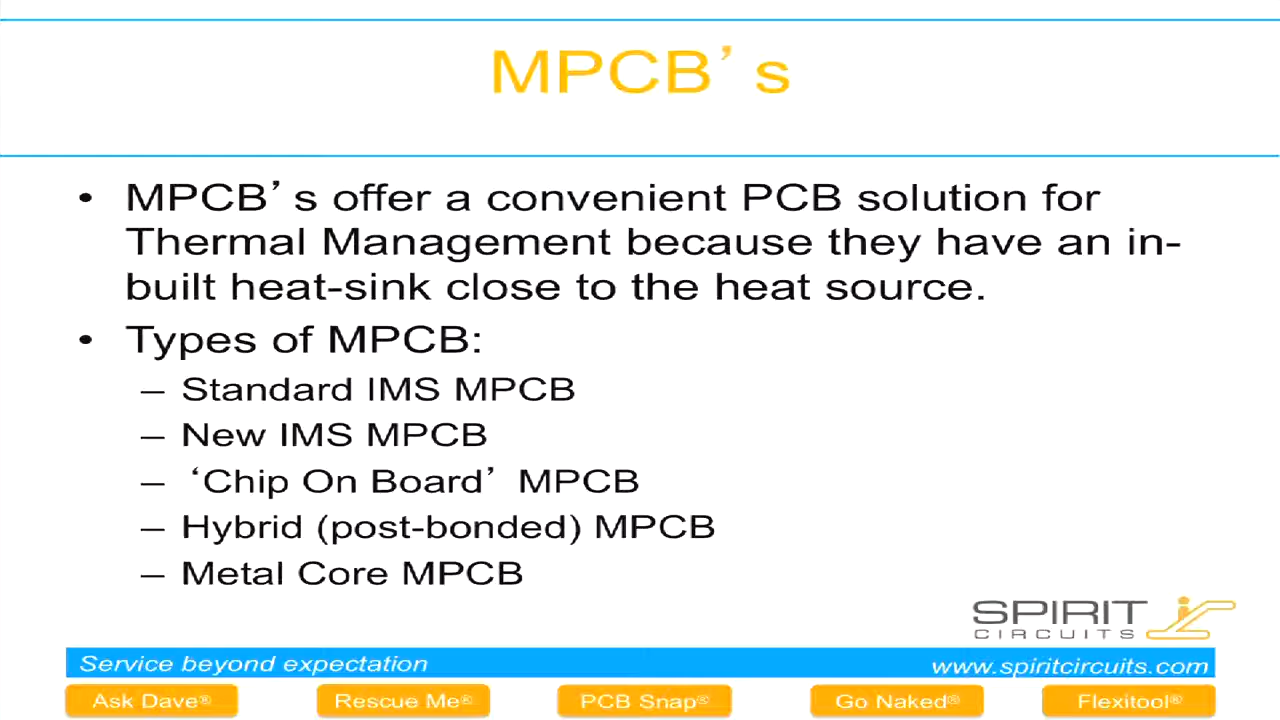 MPCB’s
• MPCB’s offer a convenient PCB solution for
Thermal Management because they have an in-
built heat-sink close to the heat source.
• Types of MPCB:
– Standard IMS MPCB
– New IMS MPCB
– ‘Chip On Board’ MPCB
– Hybrid (post-bonded) MPCB
– Metal Core MPCB
SPIRIT
CIRCUITS
Service beyond expectation
www.spiritcircuits.com
Ask Dave®
Rescue Me®
PCB Snap®
Go Naked®
Flexitool®